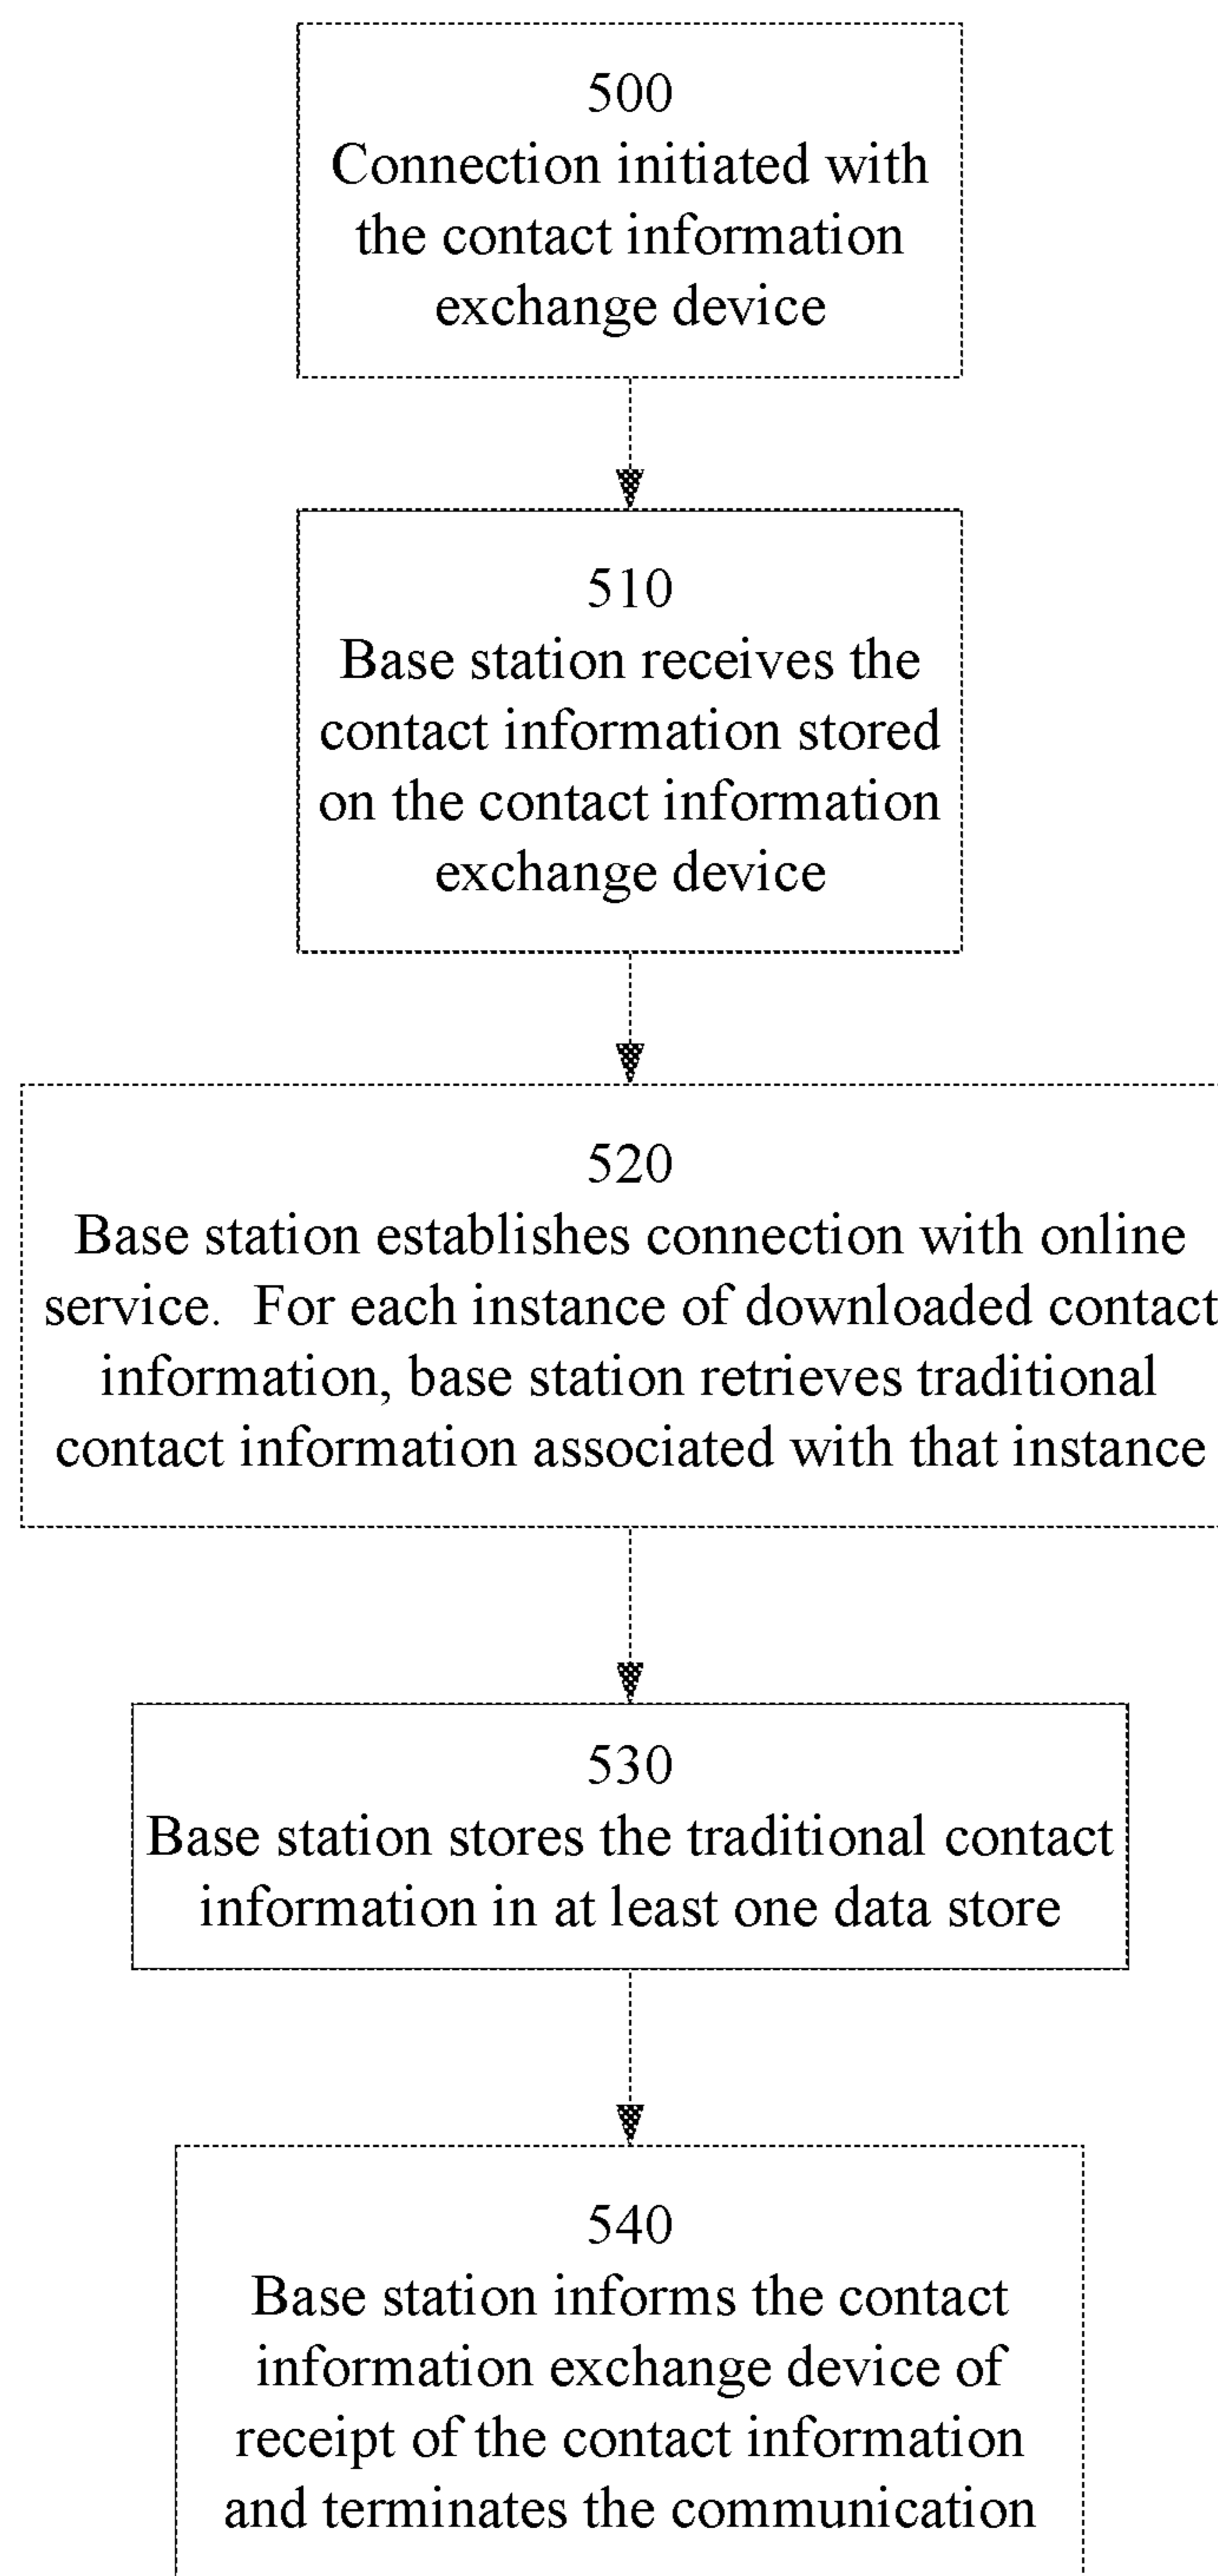 500
Connection initiated with
the contact information
exchange device
510
Base station receives the
contact information stored
on the contact information
exchange device
520
Base station establishes connection with online
service.  For each instance of downloaded contact
information, base station retrieves traditional
contact information associated with that instance
530
Base station stores the traditional contact
information in at least one data store
540
Base station informs the contact
information exchange device of
receipt of the contact information
and terminates the communication